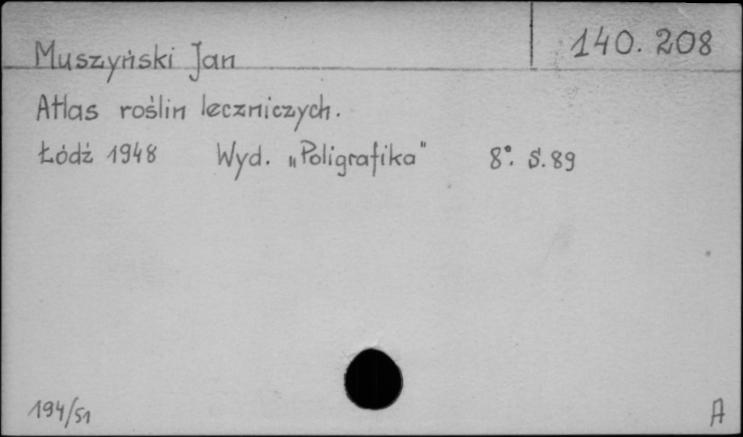 Muszyński Jan 140.208
Atlas roślin leczniczych.
Łódź 1948 Wyd. „Poligrafika" 8°. S.89
194/51 A